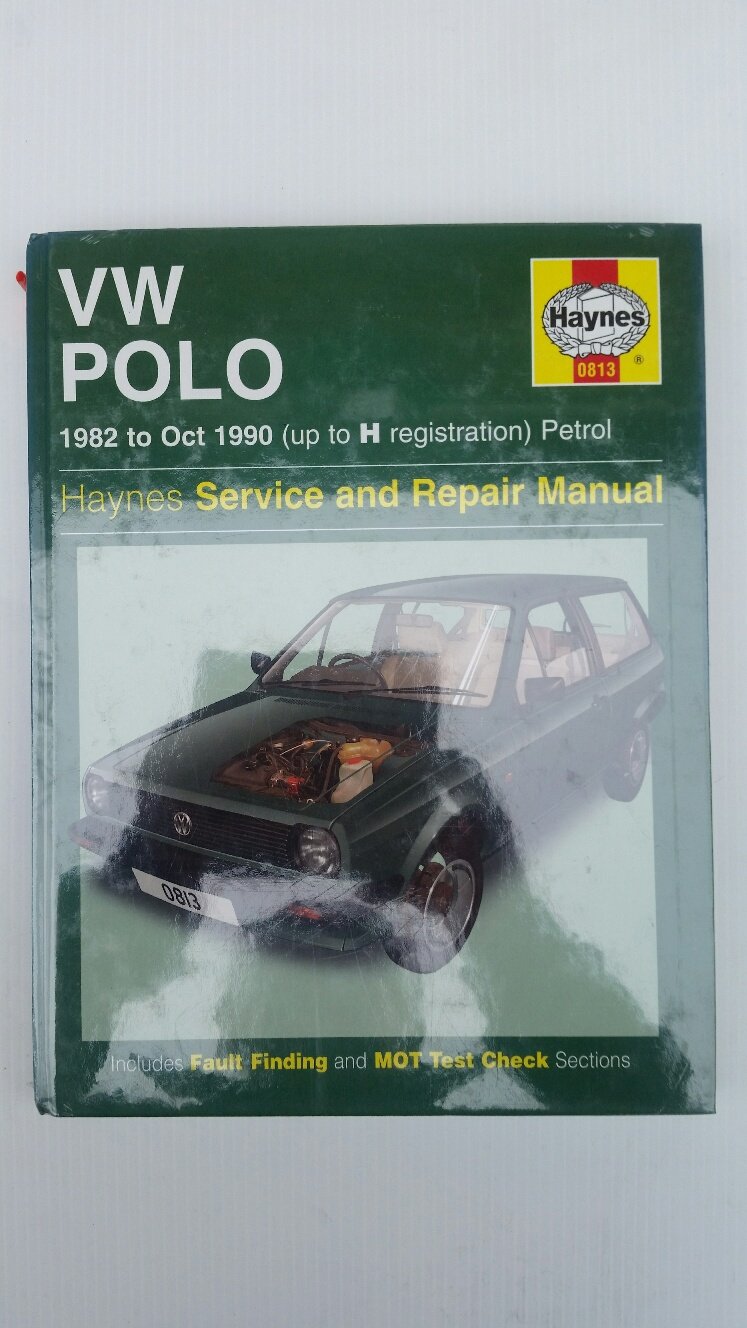 VW
POLO
1982 to Oct 1990 (up to H registration) Petrol
Haynes
0813
®
Haynes Service and Repair Manual
0813
Includes Fault Finding and MOT Test Check Sections